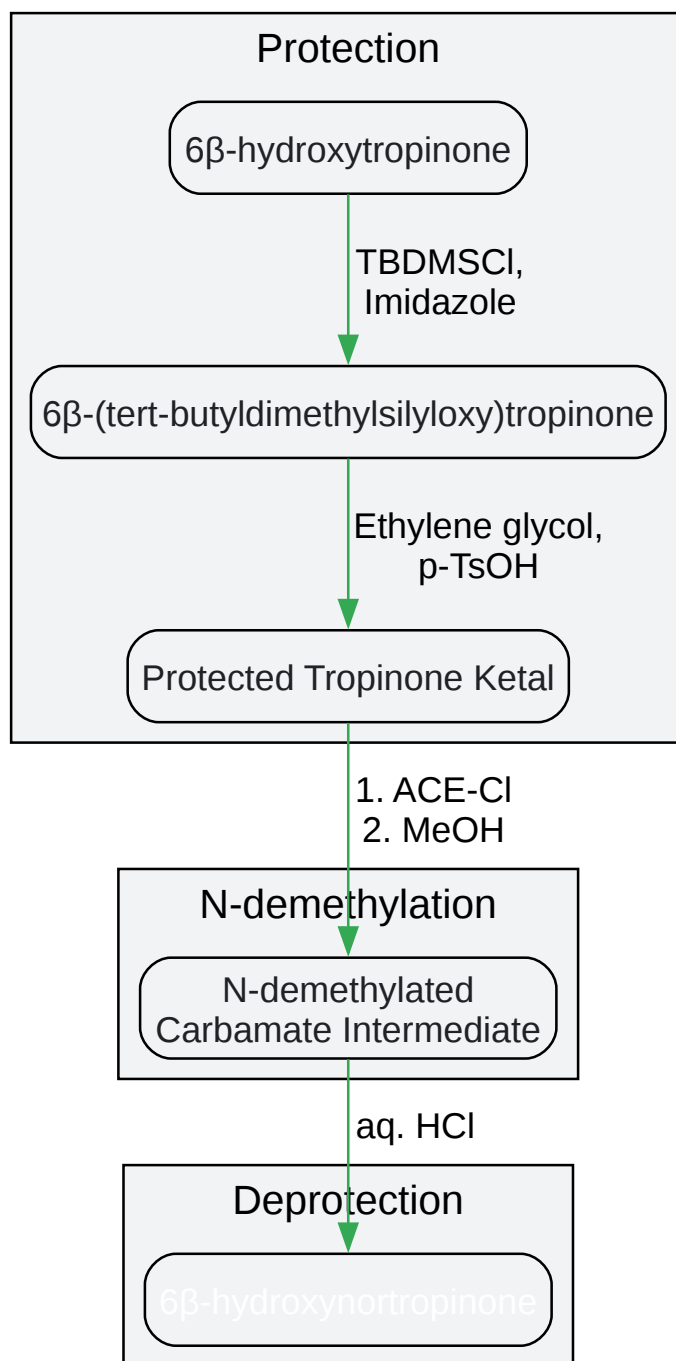 Protection
6β-hydroxytropinone
TBDMSCl,
Imidazole
6β-(tert-butyldimethylsilyloxy)tropinone
Ethylene glycol,
p-TsOH
Protected Tropinone Ketal
1. ACE-Cl
2. MeOH
N-demethylation
N-demethylated
Carbamate Intermediate
aq. HCl
Deprotection
6β-hydroxynortropinone